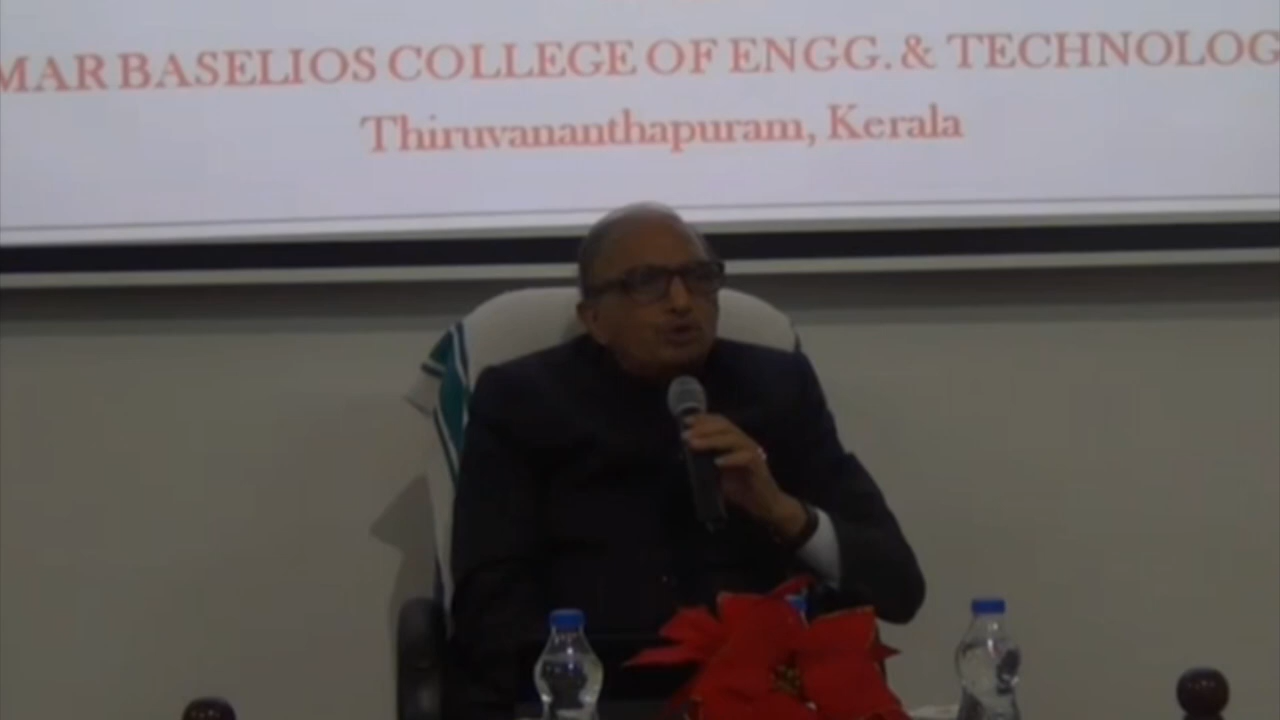 MAR BASELIOS COLLEGE OF ENGG. & TECHNOLOG
Thiruvananthapuram, Kerala